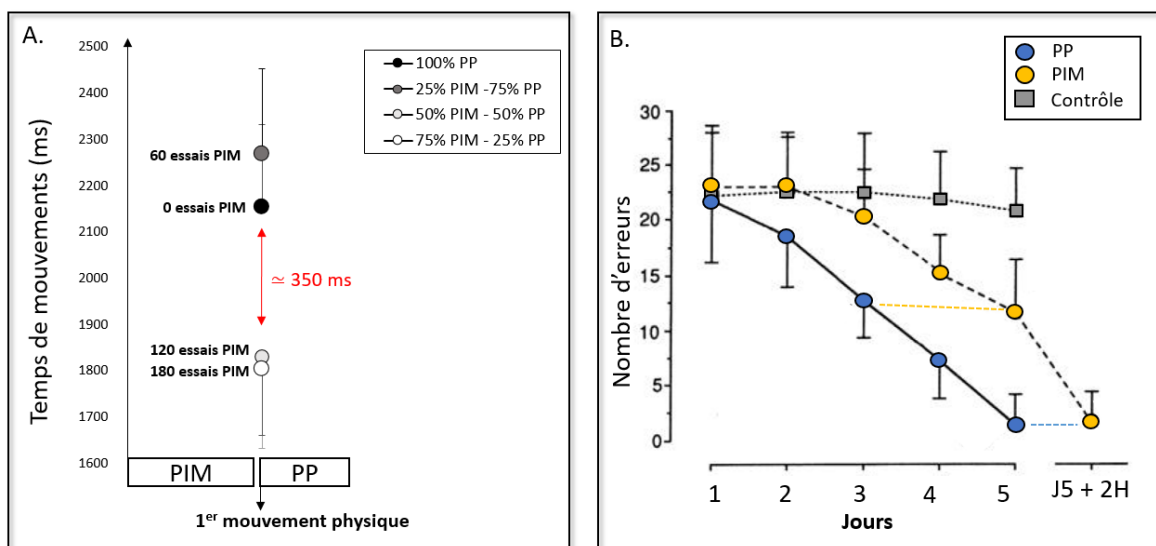 A.
Temps de mouvements (ms)
2500
2400
2300
2200
2100
2000
1900
1800
1700
1600
100% PP
25% PIM -75% PP
50% PIM - 50% PP
75% PIM - 25% PP
60 essais PIM
0 essais PIM
≃ 350 ms
120 essais PIM
180 essais PIM
PIM
PP
1er mouvement physique
B.
PP
PIM
Contrôle
Nombre d'erreurs
30
25
20
15
10
5
0
1
2
3
4
5
J5 + 2H
Jours